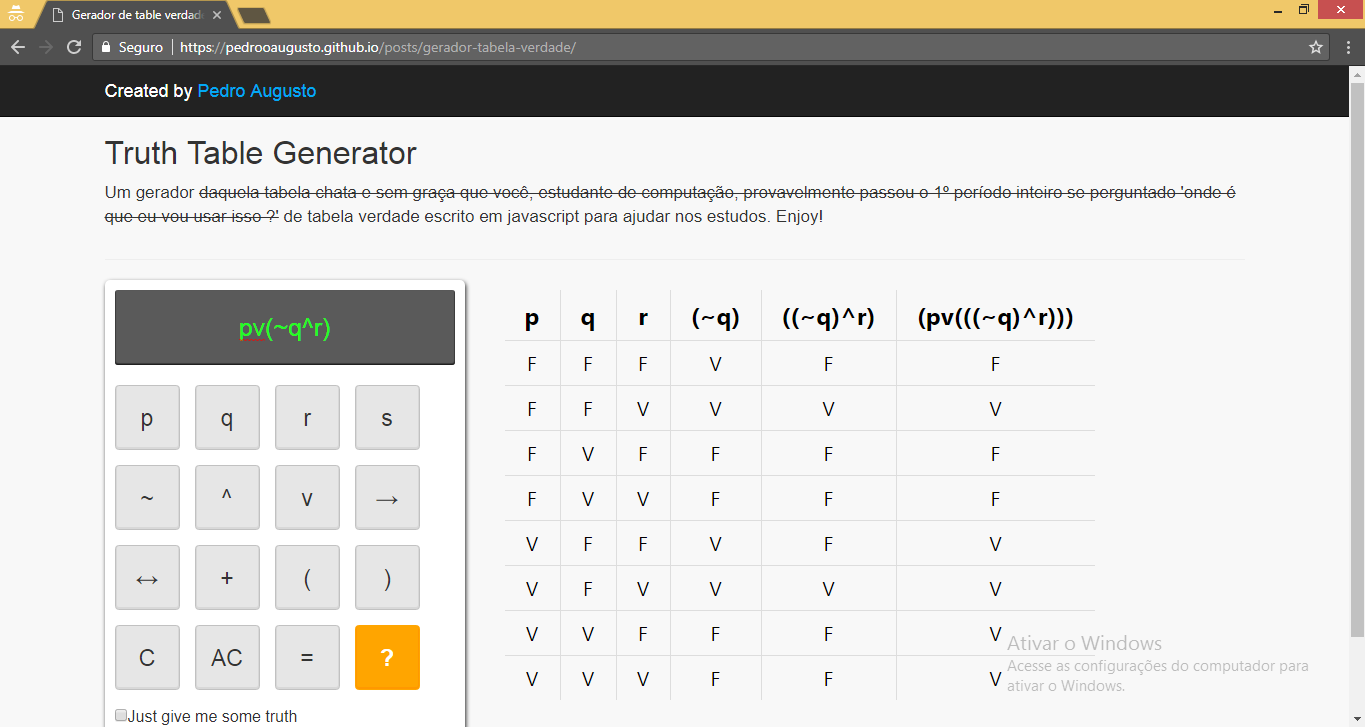 Gerador de table verdade
Seguro https://pedrooaugusto.github.io/posts/gerador-tabela-verdade/
Created by Pedro Augusto
Truth Table Generator
Um gerador daquela tabela chata e sem graça que você, estudante de computação, provavelmente passou o 1º período inteiro se perguntado 'onde é
que eu vou usar isso ?' de tabela verdade escrito em javascript para ajudar nos estudos. Enjoy!
pv(~q^r)
p q r s
~ ^ v →
↔ + ( )
C AC = ?
Just give me some truth
p q r (~q) ((~q)^r) (pv(((~q)^r)))
F F F V F F
F F V V V V
F V F F F F
F V V F F F
V F F V F V
V F V V V V
V V F F F V
V V V F F V
Ativar o Windows
Acesse as configurações do computador para
ativar o Windows.